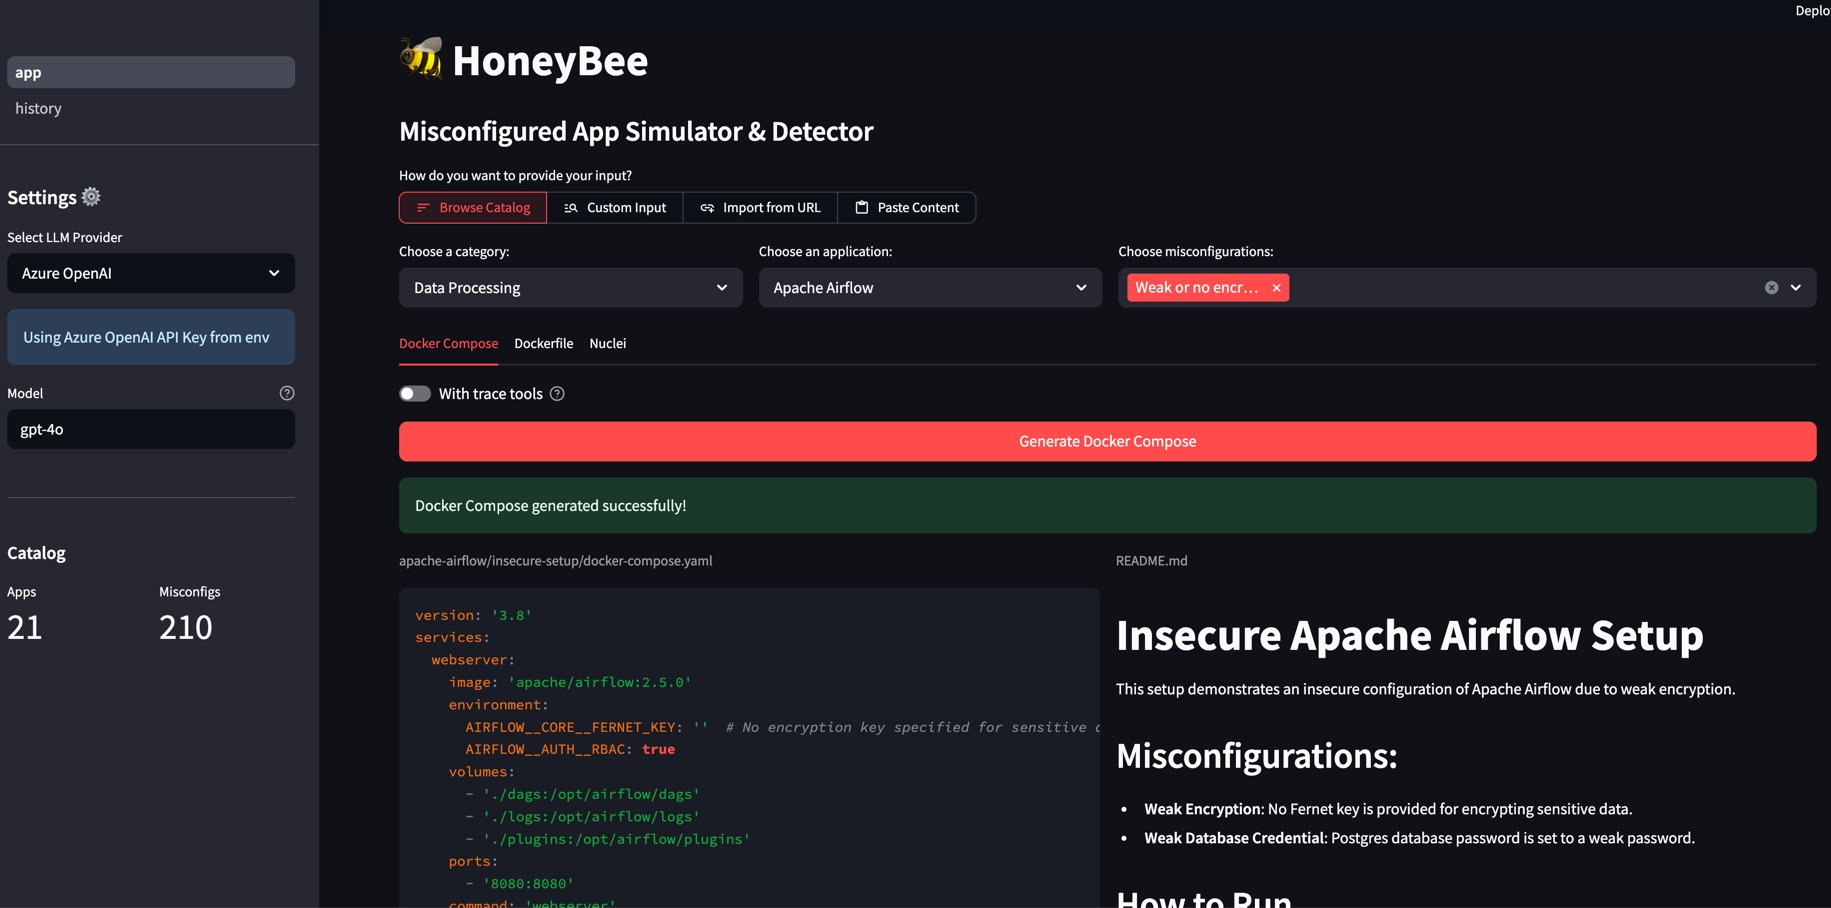 Deplo
app
history
Settings
Select LLM Provider
Azure OpenAI
Using Azure OpenAI API Key from env
Model
gpt-4o
Catalog
Apps
Misconfigs
21
210
HoneyBee
Misconfigured App Simulator & Detector
How do you want to provide your input?
Browse Catalog
Custom Input
Import from URL
Paste Content
Choose a category:
Choose an application:
Choose misconfigurations:
Data Processing
Apache Airflow
Weak or no encr...
Docker Compose
Dockerfile
Nuclei
With trace tools
Generate Docker Compose
Docker Compose generated successfully!
apache-airflow/insecure-setup/docker-compose.yaml
version: '3.8'
services:
webserver:
image: 'apache/airflow:2.5.0'
environment:
AIRFLOW__CORE__FERNET_KEY: '' # No encryption key specified for sensitive
AIRFLOW__AUTH__RBAC: true
volumes:
- './dags:/opt/airflow/dags'
- './logs:/opt/airflow/logs'
- './plugins:/opt/airflow/plugins'
ports:
- '8080:8080'
command: 'webserver'
README.md
Insecure Apache Airflow Setup
This setup demonstrates an insecure configuration of Apache Airflow due to weak encryption.
Misconfigurations:
• Weak Encryption: No Fernet key is provided for encrypting sensitive data.
• Weak Database Credential: Postgres database password is set to a weak password.
How to Run